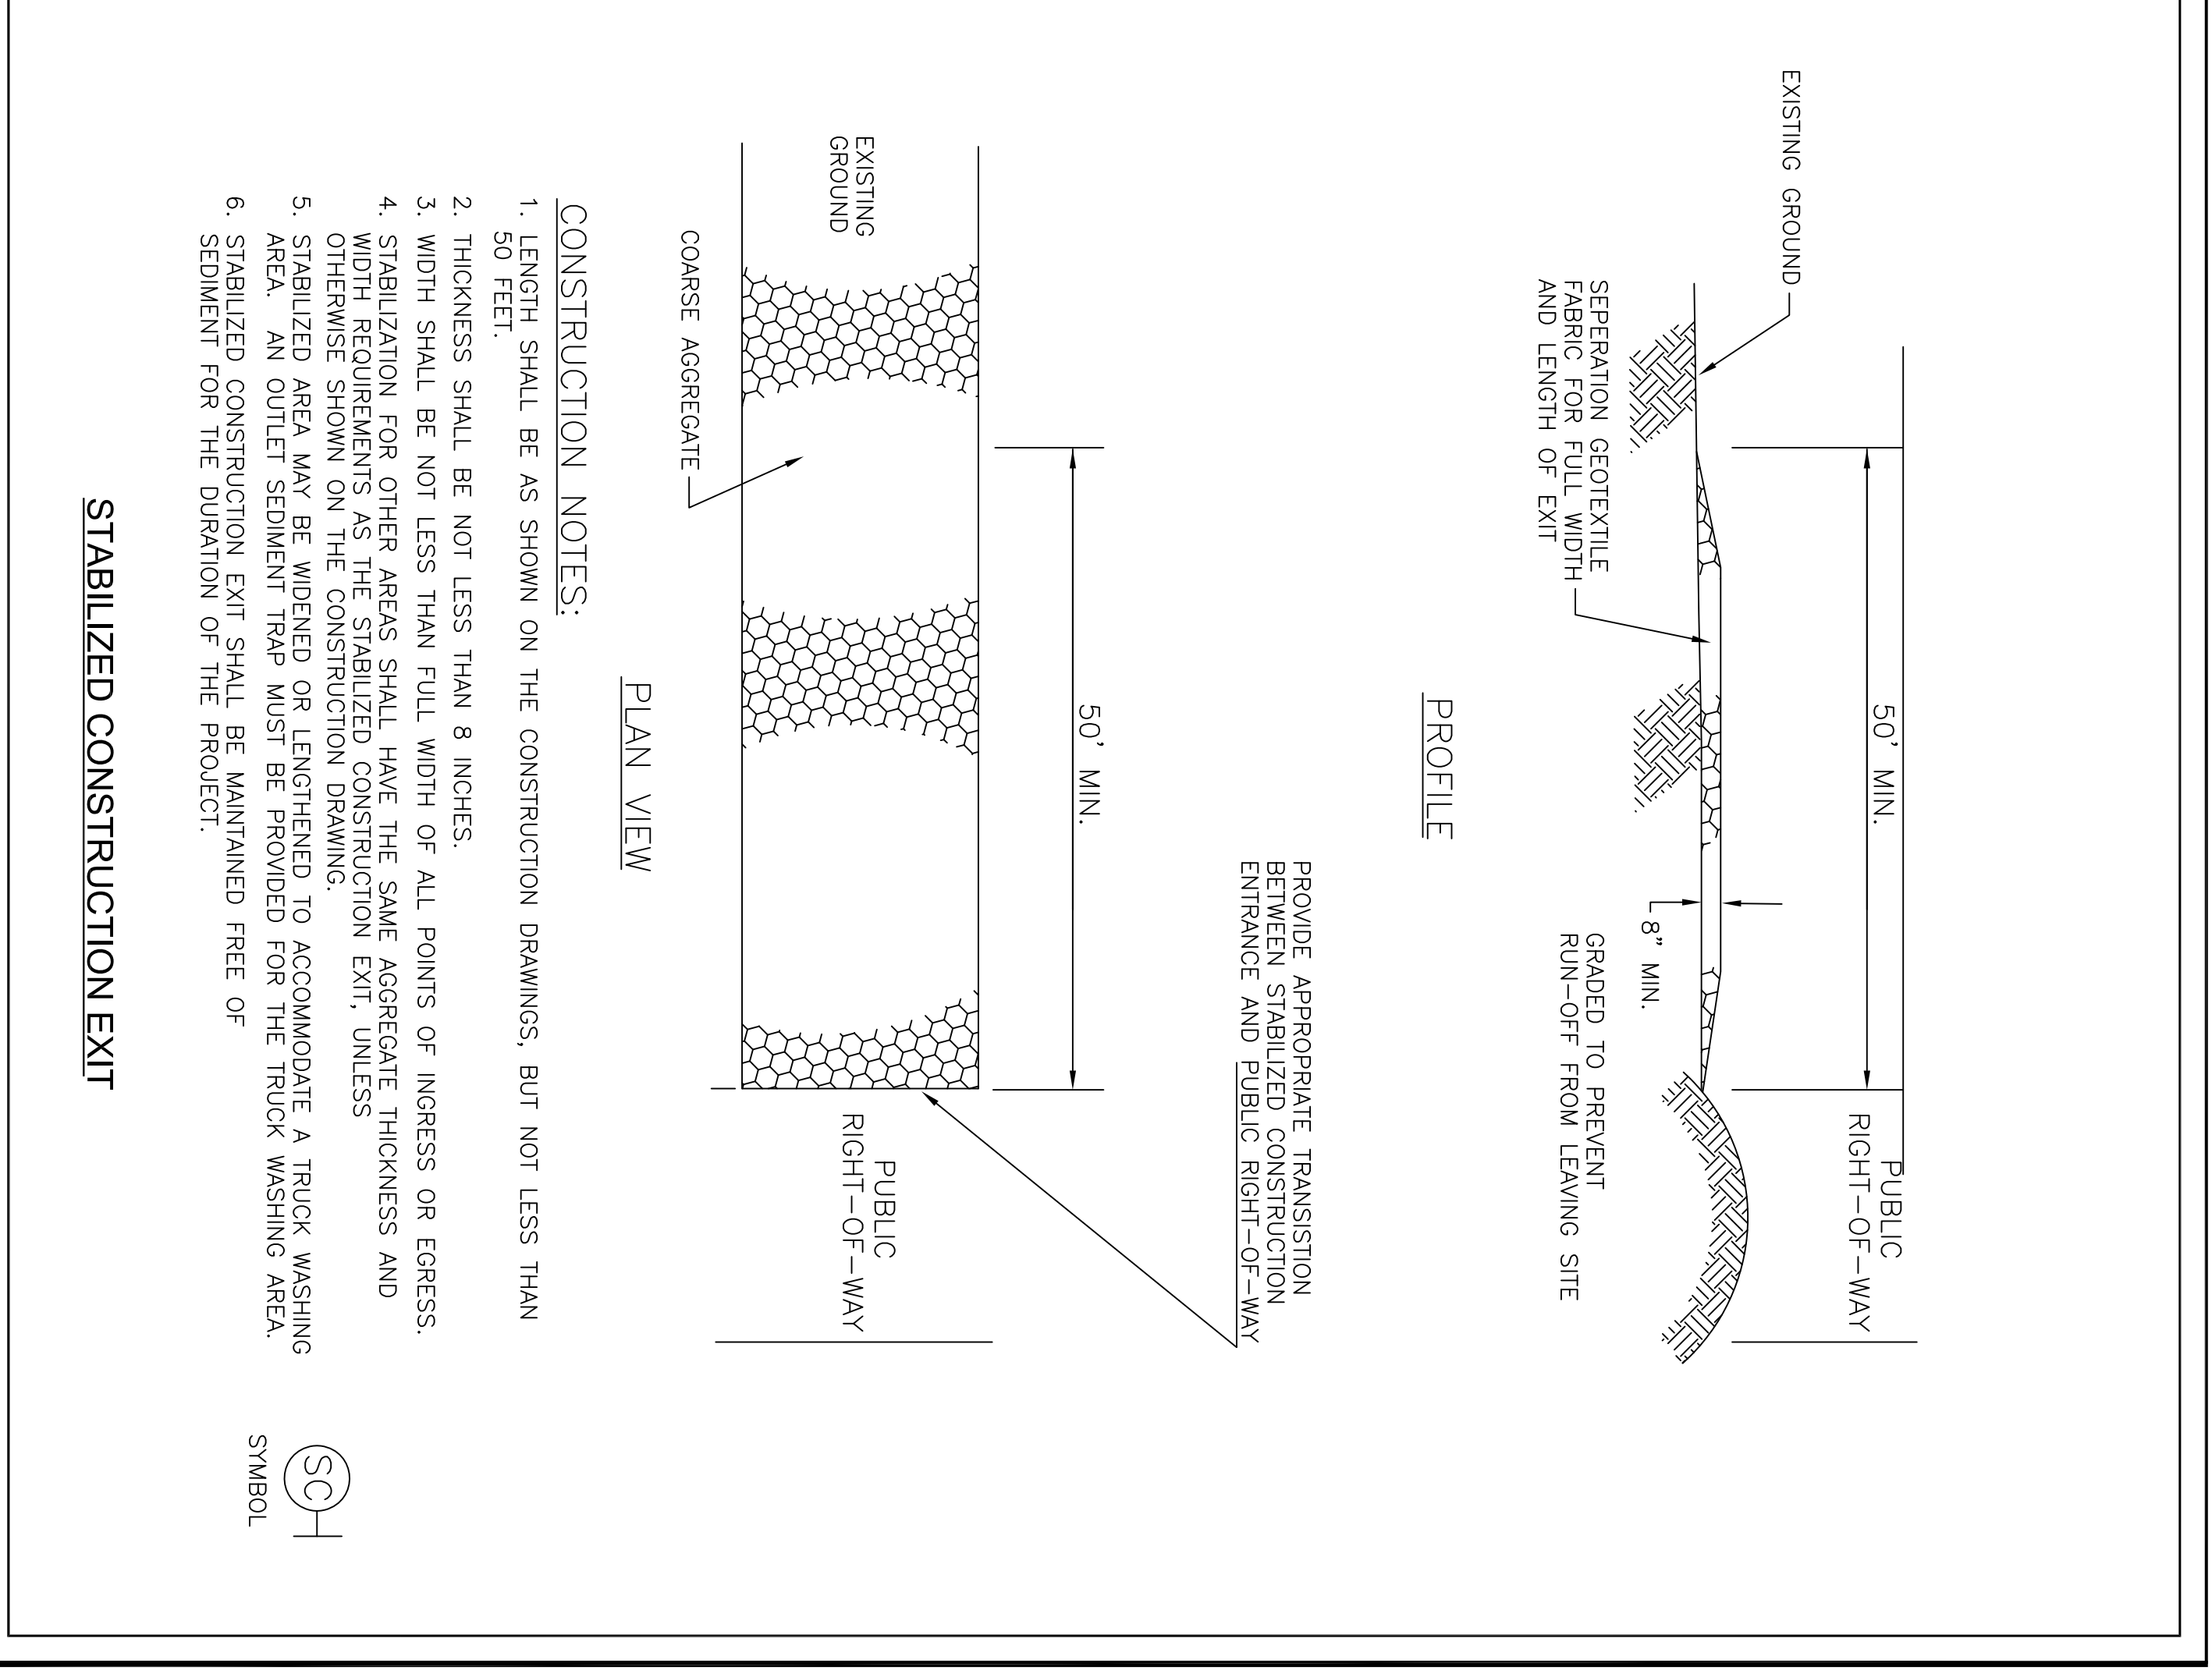 50' MIN.
PUBLIC
RIGHT-OF-WAY
EXISTING GROUND
8" MIN.
SEPERATION GEOTEXTILE
FABRIC FOR FULL WIDTH
AND LENGTH OF EXIT
GRADED TO PREVENT
RUN-OFF FROM LEAVING SITE
PROFILE
PROVIDE APPROPRIATE TRANSISTION
BETWEEN STABILIZED CONSTRUCTION
ENTRANCE AND PUBLIC RIGHT-OF-WAY
50' MIN.
EXISTING
GROUND
PUBLIC
RIGHT-OF-WAY
COARSE AGGREGATE
PLAN VIEW
CONSTRUCTION NOTES:
1. LENGTH SHALL BE AS SHOWN ON THE CONSTRUCTION DRAWINGS, BUT NOT LESS THAN
50 FEET.
2. THICKNESS SHALL BE NOT LESS THAN 8 INCHES.
3. WIDTH SHALL BE NOT LESS THAN FULL WIDTH OF ALL POINTS OF INGRESS OR EGRESS.
4. STABILIZATION FOR OTHER AREAS SHALL HAVE THE SAME AGGREGATE THICKNESS AND
WIDTH REQUIREMENTS AS THE STABILIZED CONSTRUCTION EXIT, UNLESS
OTHERWISE SHOWN ON THE CONSTRUCTION DRAWING.
5. STABILIZED AREA MAY BE WIDENED OR LENGTHENED TO ACCOMMODATE A TRUCK WASHING
AREA. AN OUTLET SEDIMENT TRAP MUST BE PROVIDED FOR THE TRUCK WASHING AREA.
6. STABILIZED CONSTRUCTION EXIT SHALL BE MAINTAINED FREE OF
SEDIMENT FOR THE DURATION OF THE PROJECT.
SC
SYMBOL
STABILIZED CONSTRUCTION EXIT